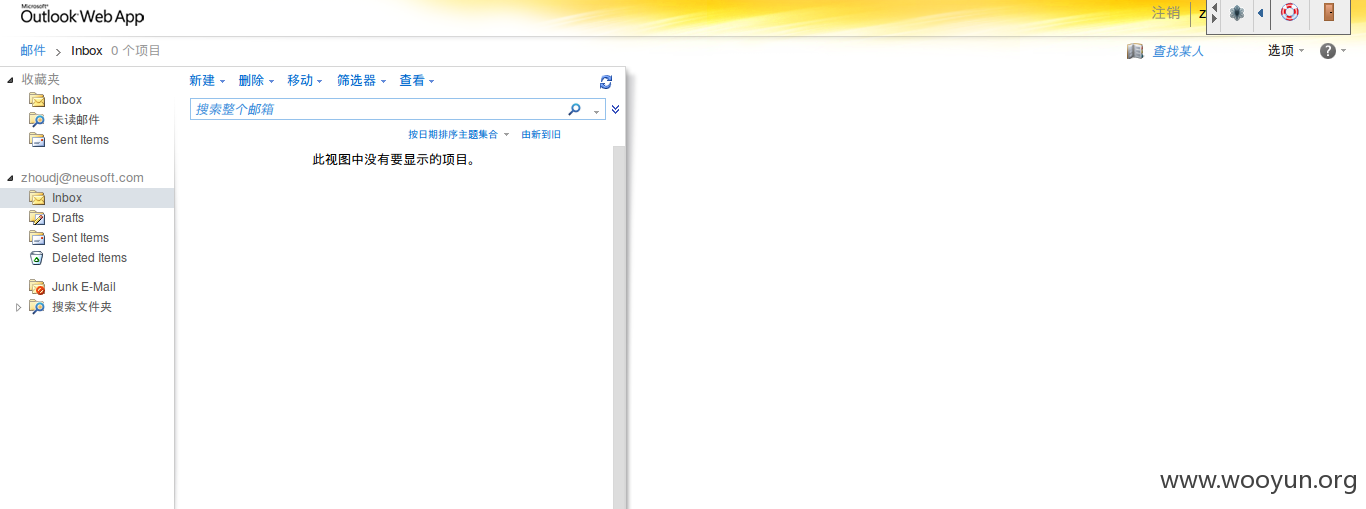 Microsoft®
Outlook Web App
注销 z
邮件 > Inbox 0 个项目
查找某人
选项
收藏夹
Inbox
未读邮件
Sent Items
zhoudj@neusoft.com
Inbox
Drafts
Sent Items
Deleted Items
Junk E-Mail
搜索文件夹
新建 删除 移动 筛选器 查看
搜索整个邮箱
按日期排序主题集合 由新到旧
此视图中没有要显示的项目。
www.wooyun.org